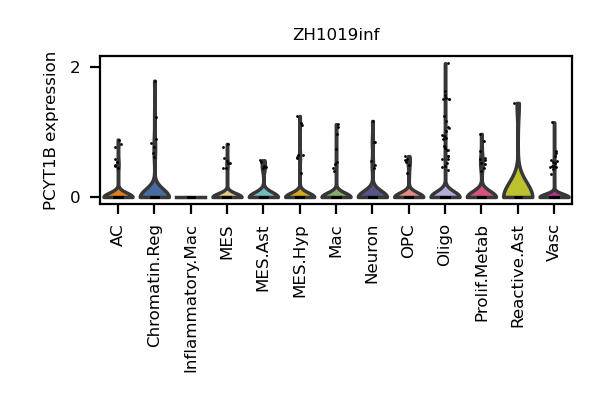 ZH1019inf
PCYT1B expression
2
0
AC
Chromatin.Reg
Inflammatory.Mac
MES
MES.Ast
MES.Hyp
Mac
Neuron
OPC
Oligo
Prolif.Metab
Reactive.Ast
Vasc